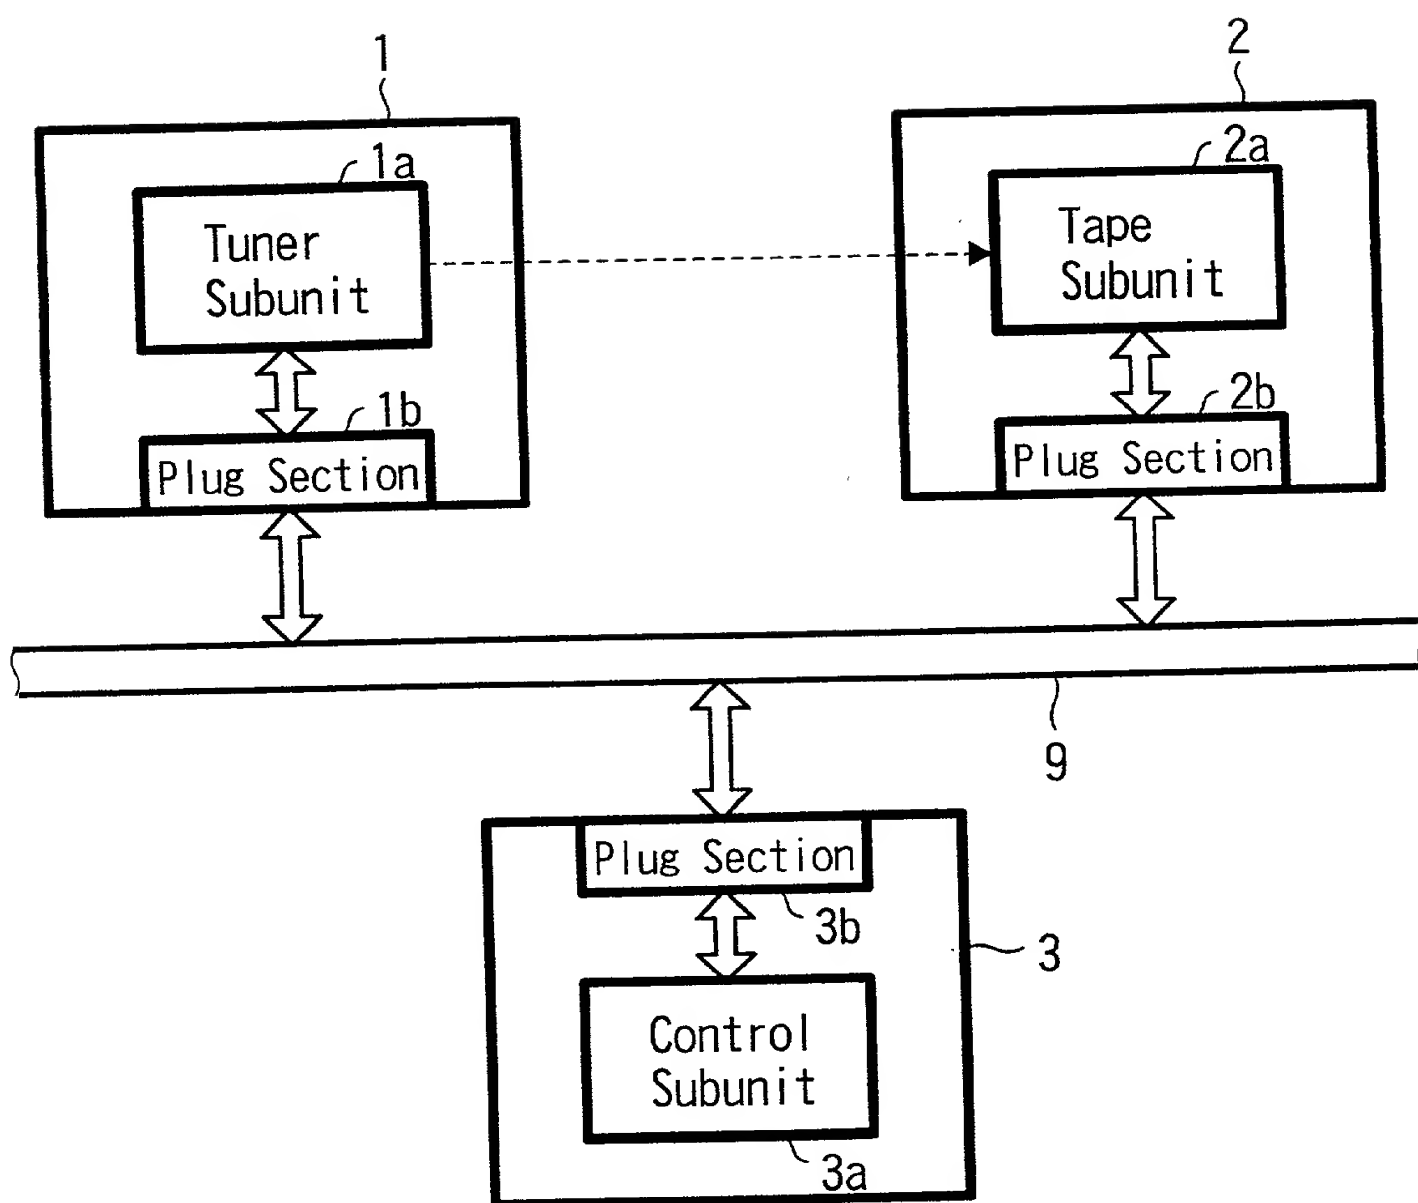 1
2
1a
Tuner
Subunit
2a
Tape
Subunit
1b
Plug Section
2b
Plug Section
9
Plug Section
3b
3
Control
Subunit
3a